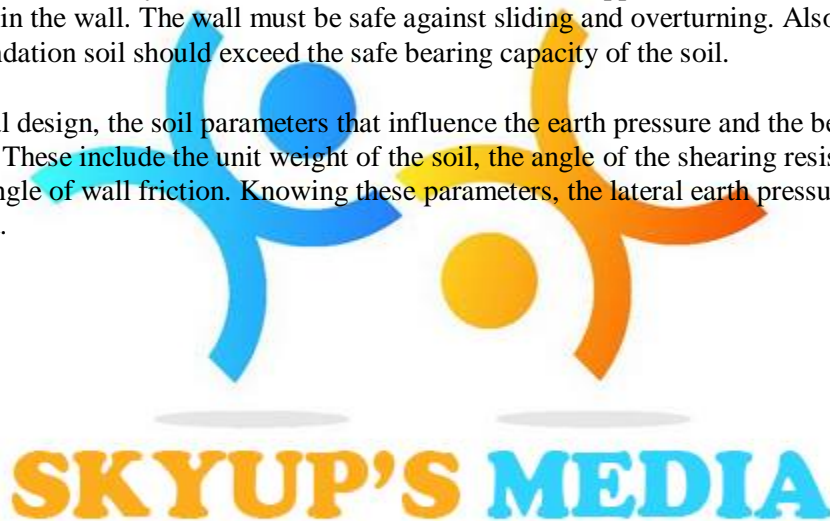 in the wall. The wall must be safe against sliding and overturning. Also
ndation soil should exceed the safe bearing capacity of the soil.
l design, the soil parameters that influence the earth pressure and the be
These include the unit weight of the soil, the angle of the shearing resis
ngle of wall friction. Knowing these parameters, the lateral earth pressu
.
SKYUP'S MEDIA